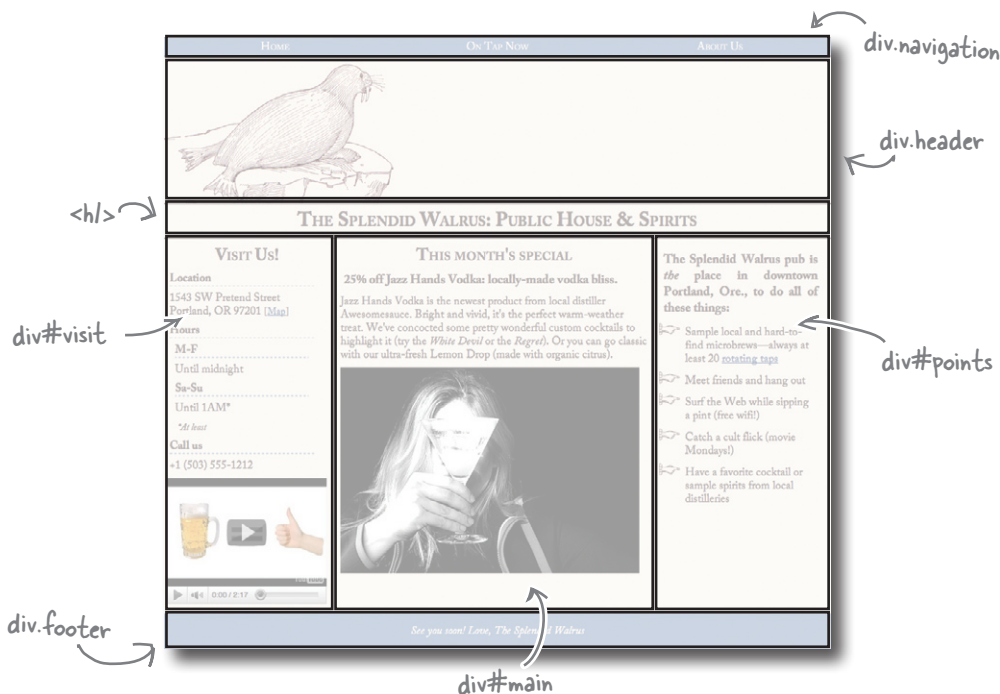 div.navigation
Home On Tap Now About Us
div.header
<h1>
The Splendid Walrus: Public House & Spirits
Visit Us!
Location
1543 SW Pretend Street
Portland, OR 97201 [Map]
div#visit
Hours
M-F
Until midnight
Sa-Su
Until 1AM*
*At least
Call us
+1 (503) 555-1212
0:00 / 2:17
This month's special
25% off Jazz Hands Vodka: locally-made vodka bliss.
Jazz Hands Vodka is the newest product from local distiller
Awesomesauce. Bright and vivid, it's the perfect warm-weather
treat. We've concocted some pretty wonderful custom cocktails to
highlight it (try the White Devil or the Regret). Or you can go classic
with our ultra-fresh Lemon Drop (made with organic citrus).
The Splendid Walrus pub is
the place in downtown
Portland, Ore., to do all of
these things:
Sample local and hard-to-
find microbrews—always at
least 20 rotating taps
div#points
Meet friends and hang out
Surf the Web while sipping
a pint (free wifi!)
Catch a cult flick (movie
Mondays!)
Have a favorite cocktail or
sample spirits from local
distilleries
div.footer
See you soon! Love, The Splendid Walrus
div#main